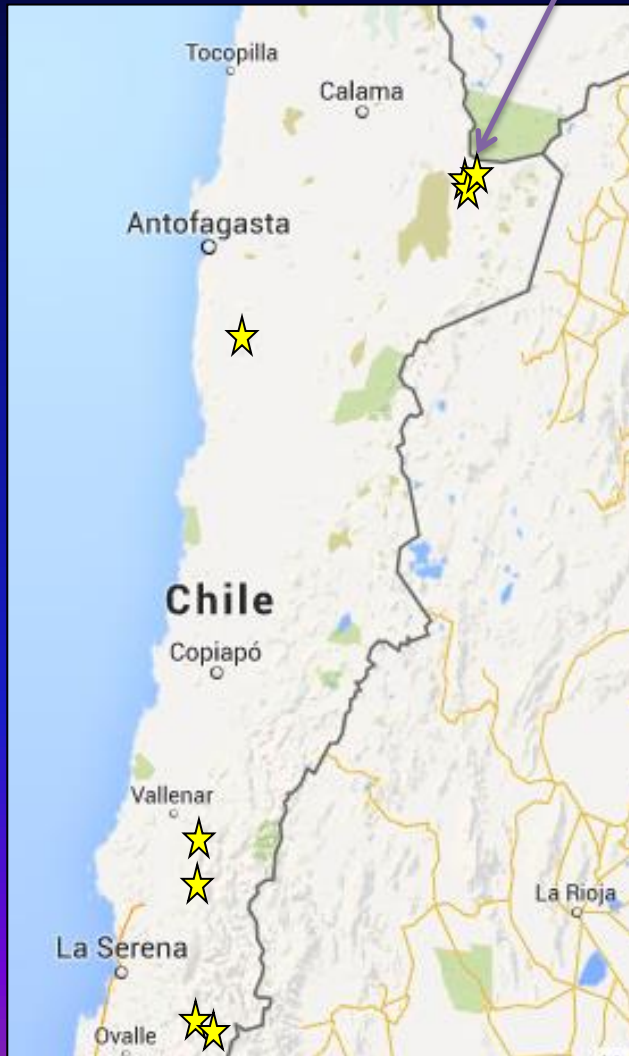 Tocopilla
Calama
Antofagasta
Chile
Copiapó
Vallenar
La Rioja
La Serena
Ovalle